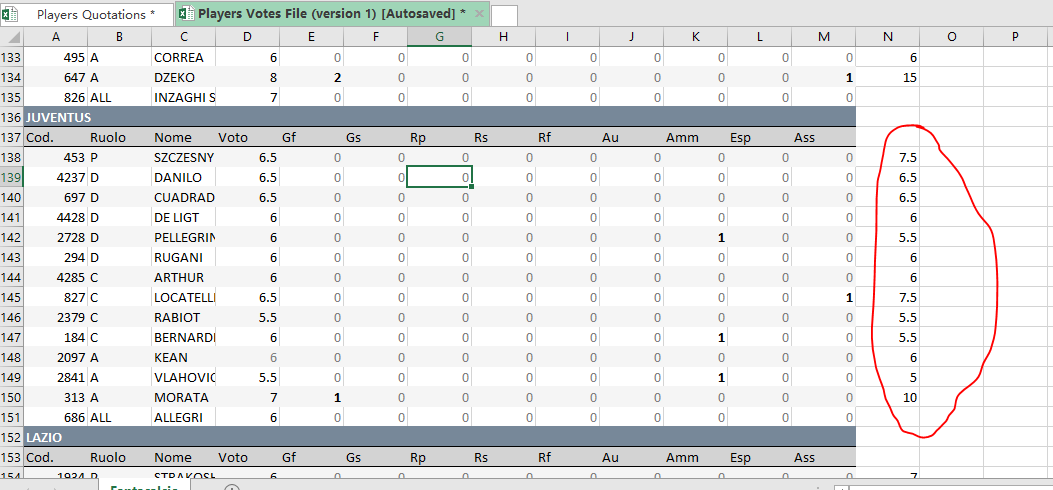 Players Quotations *
Players Votes File (version 1) [Autosaved] *
A B C D E F G H I J K L M N O P
133 495 A CORREA 6 0 0 0 0 0 0 0 0 0 6
134 647 A DZEKO 8 2 0 0 0 0 0 0 0 1 15
135 826 ALL INZAGHI S 7 0 0 0 0 0 0 0 0 0
136 JUVENTUS
137 Cod. Ruolo Nome Voto Gf Gs Rp Rs Rf Au Amm Esp Ass
138 453 P SZCZESNY 6.5 0 0 0 0 0 0 0 0 0 7.5
139 4237 D DANILO 6.5 0 0 0 0 0 0 0 0 0 6.5
140 697 D CUADRAD 6.5 0 0 0 0 0 0 0 0 0 6.5
141 4428 D DE LIGT 6 0 0 0 0 0 0 0 0 0 6
142 2728 D PELLEGRIN 6 0 0 0 0 0 0 1 0 0 5.5
143 294 D RUGANI 6 0 0 0 0 0 0 0 0 0 6
144 4285 C ARTHUR 6 0 0 0 0 0 0 0 0 0 6
145 827 C LOCATELLI 6.5 0 0 0 0 0 0 0 0 1 7.5
146 2379 C RABIOT 5.5 0 0 0 0 0 0 0 0 0 5.5
147 184 C BERNARDI 6 0 0 0 0 0 0 1 0 0 5.5
148 2097 A KEAN 6 0 0 0 0 0 0 0 0 0 6
149 2841 A VLAHOVIC 5.5 0 0 0 0 0 0 1 0 0 5
150 313 A MORATA 7 1 0 0 0 0 0 0 0 0 10
151 686 ALL ALLEGRI 6 0 0 0 0 0 0 0 0 0
152 LAZIO
153 Cod. Ruolo Nome Voto Gf Gs Rp Rs Rf Au Amm Esp Ass
154 1934 P STRAKOSH 6 0 0 0 0 0 0 0 0 0 7
Fantacalcio